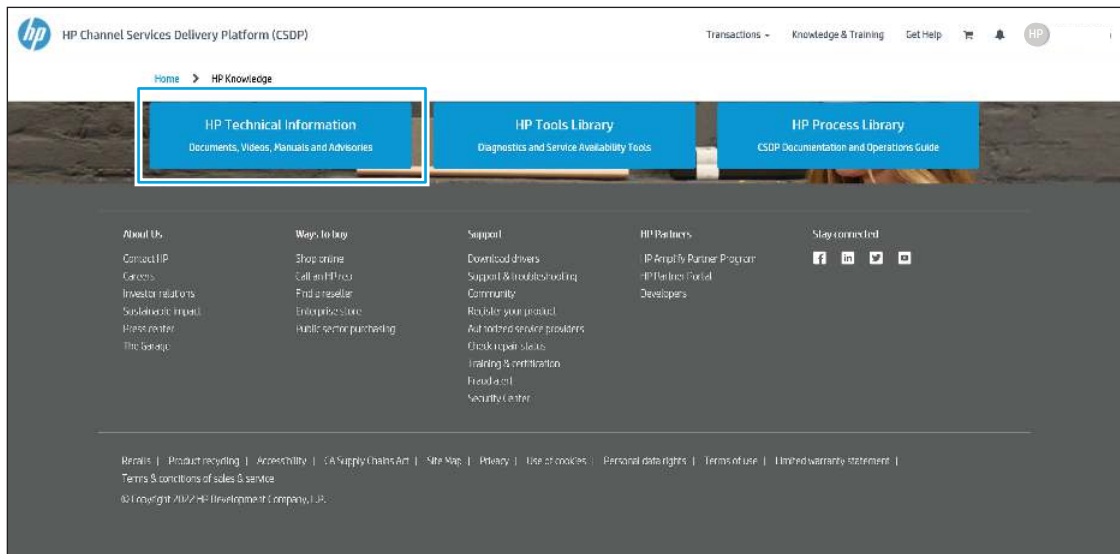 hp HP Channel Services Delivery Platform (CSDP) Transactions Knowledge & Training Get Help HP
Home > HP Knowledge
HP Technical Information
Documents, Videos, Manuals and Advisories
HP Tools Library
Diagnostics and Service Availability Tools
HP Process Library
CSDP Documentation and Operations Guide
About Us
Contact HP
Careers
Investor relations
Sustainable impact
Press center
The Garage
Ways to buy
Shop online
Call an HP rep
Find a reseller
Enterprise store
Public sector purchasing
Support
Download drivers
Support & troubleshooting
Community
Register your product
Authorized service providers
Check repair status
Training & certification
Fraud alert
Security Center
HP Partners
HP Amplify Partner Program
HP Partner Portal
Developers
Stay connected
Recalls | Product recycling | Accessibility | CA Supply Chains Act | Site Map | Privacy | Use of cookies | Personal data rights | Terms of use | Limited warranty statement |
Terms & conditions of sales & service
© Copyright 2022 HP Development Company, L.P.